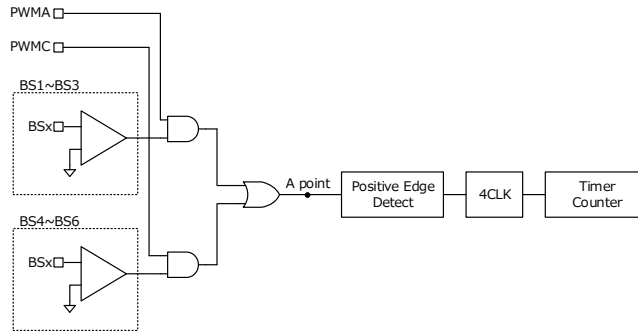 PWMA
PWMC
BS1~BS3
BSx
A point
Positive Edge
Detect
4CLK
Timer
Counter
BS4~BS6
BSx